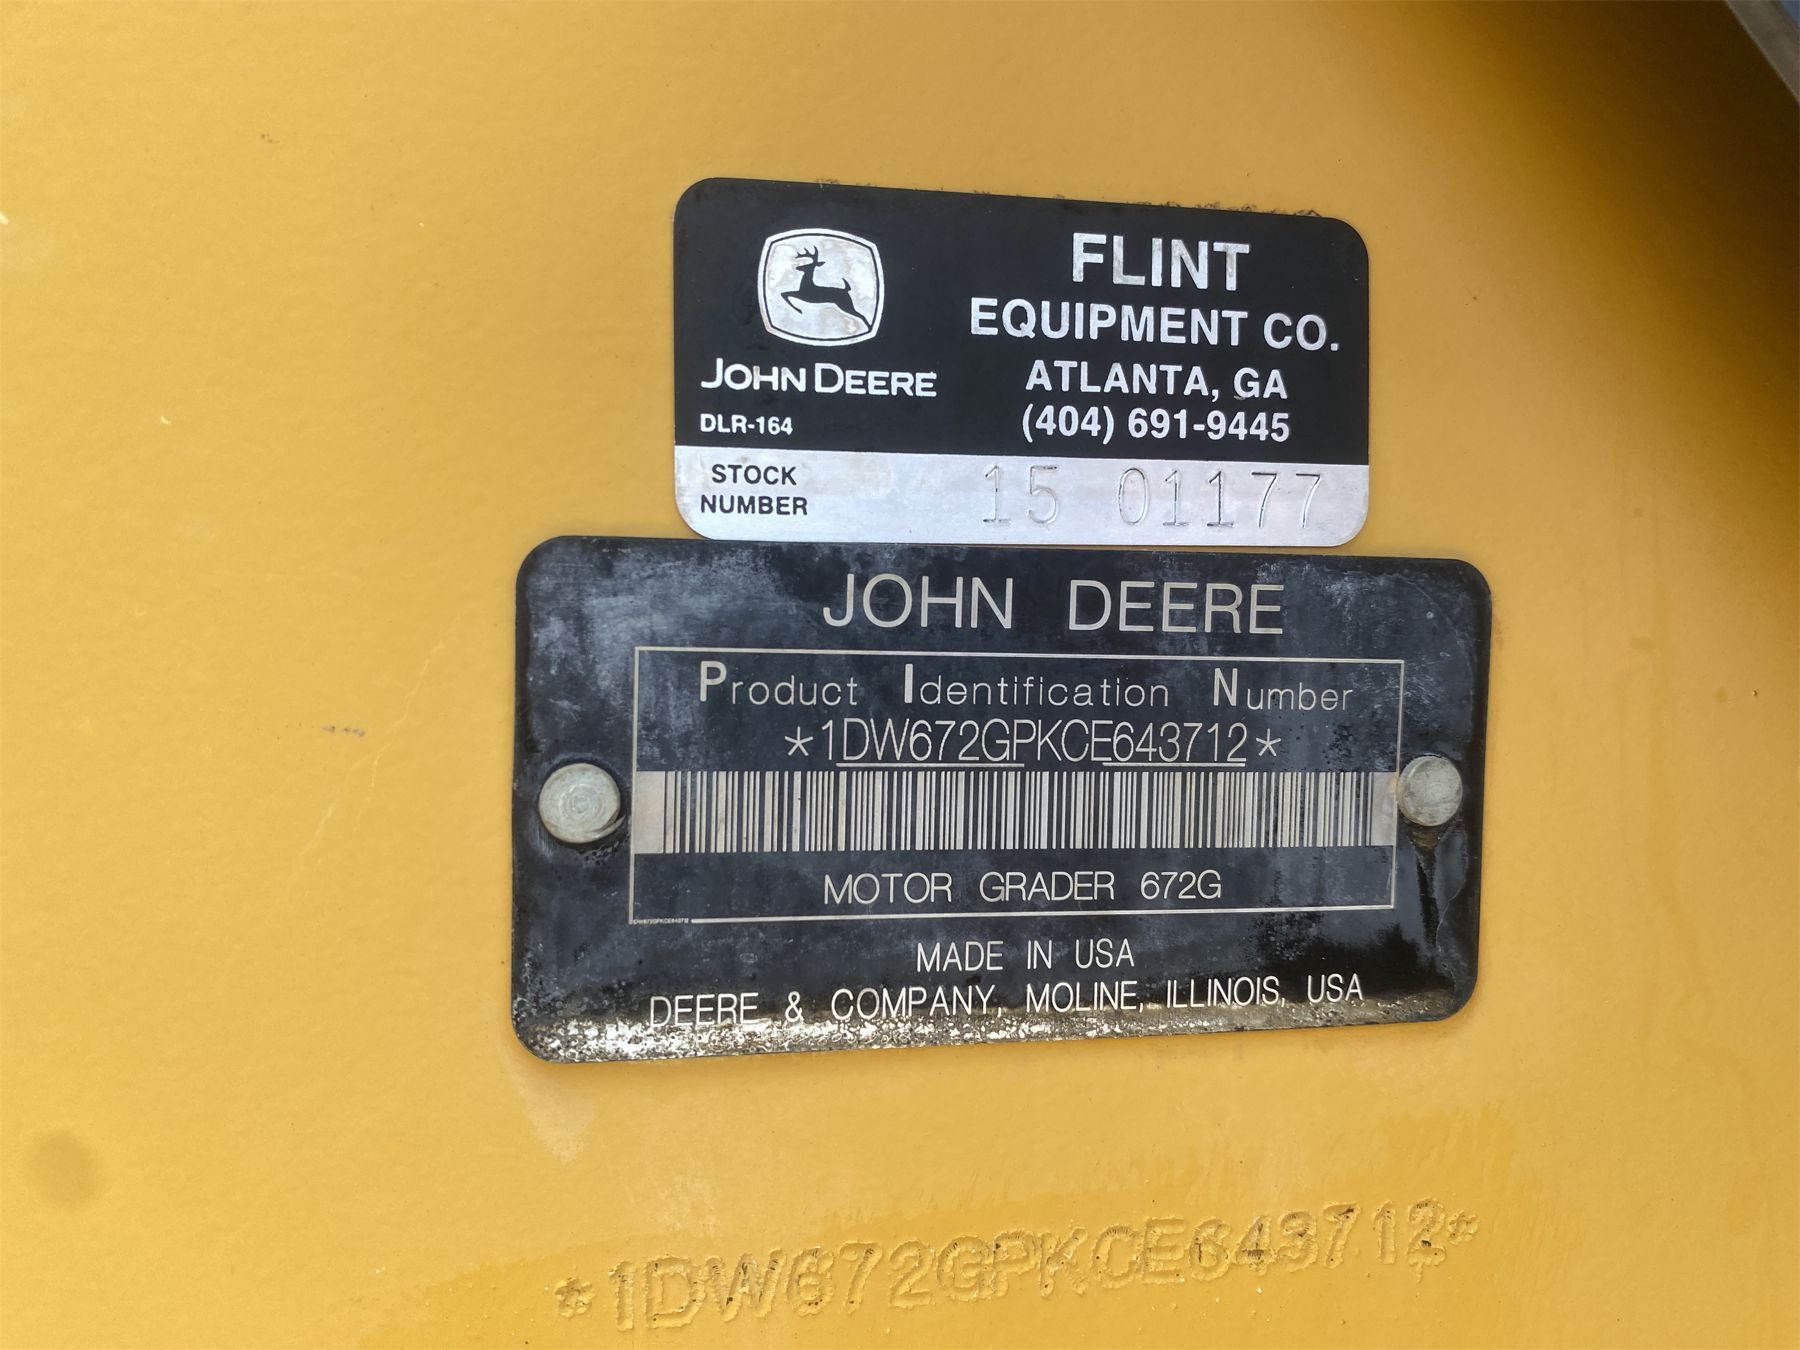 FLINT
EQUIPMENT CO.
ATLANTA, GA
(404) 691-9445
JOHN DEERE
DLR-164
STOCK
NUMBER
15 01177
JOHN DEERE
Product Identification Number
*1DW672GPKCE643712*
MOTOR GRADER 672G
1DW672GPKCE643712
MADE IN USA
DEERE & COMPANY, MOLINE, ILLINOIS, USA
*1DW672GPKCE643712*